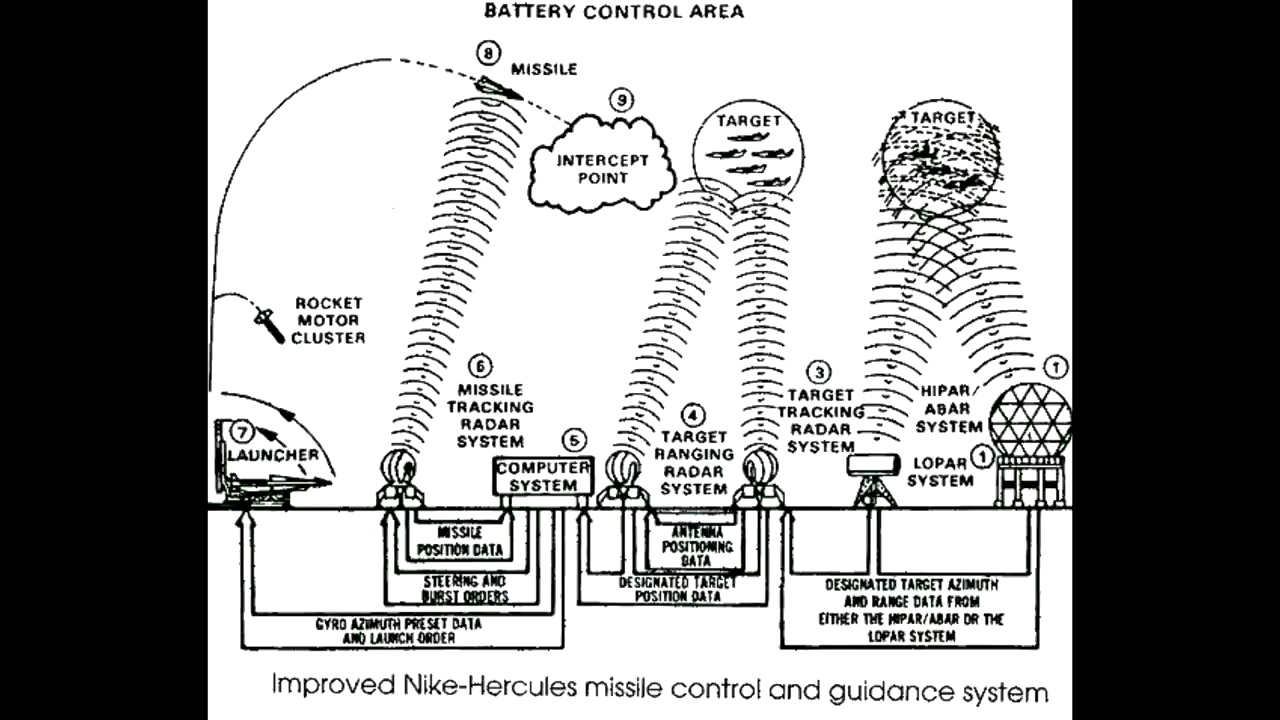 BATTERY CONTROL AREA
8
MISSILE
9
INTERCEPT
POINT
TARGET
TARGET
ROCKET
MOTOR
CLUSTER
6
MISSILE
TRACKING
RADAR
SYSTEM
7
LAUNCHER
5
COMPUTER
SYSTEM
4
TARGET
RANGING
RADAR
SYSTEM
3
TARGET
TRACKING
RADAR
SYSTEM
HIPAR/
ABAR
SYSTEM
1
LOPAR
SYSTEM
1
MISSILE
POSITION DATA
STEERING AND
BURST ORDERS
GYRO AZIMUTH PRESET DATA
AND LAUNCH ORDER
ANTENNA
POSITIONING
DATA
DESIGNATED TARGET
POSITION DATA
DESIGNATED TARGET AZIMUTH
AND RANGE DATA FROM
EITHER THE HIPAR/ABAR OR THE
LOPAR SYSTEM
Improved Nike-Hercules missile control and guidance system